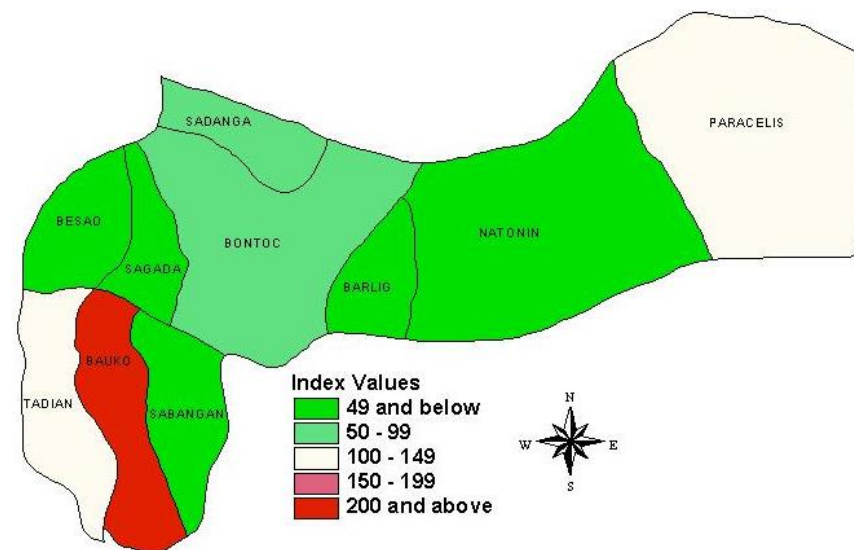 SADANGA
PARACELIS
BESAO
SAGADA
BONTOC
NATONIN
BARLIG
TADIAN
BAUKO
SABANGAN
Index Values
49 and below
50 - 99
100 - 149
150 - 199
200 and above
N
W E
S